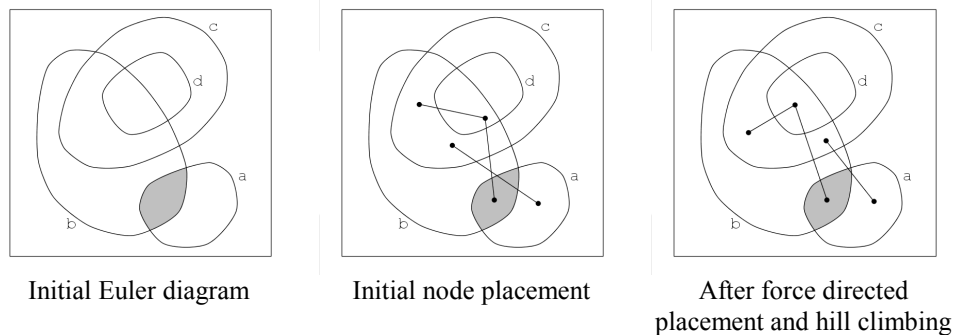 c
d
a
b
c
d
a
b
c
d
a
b
Initial Euler diagram
Initial node placement
After force directed
placement and hill climbing